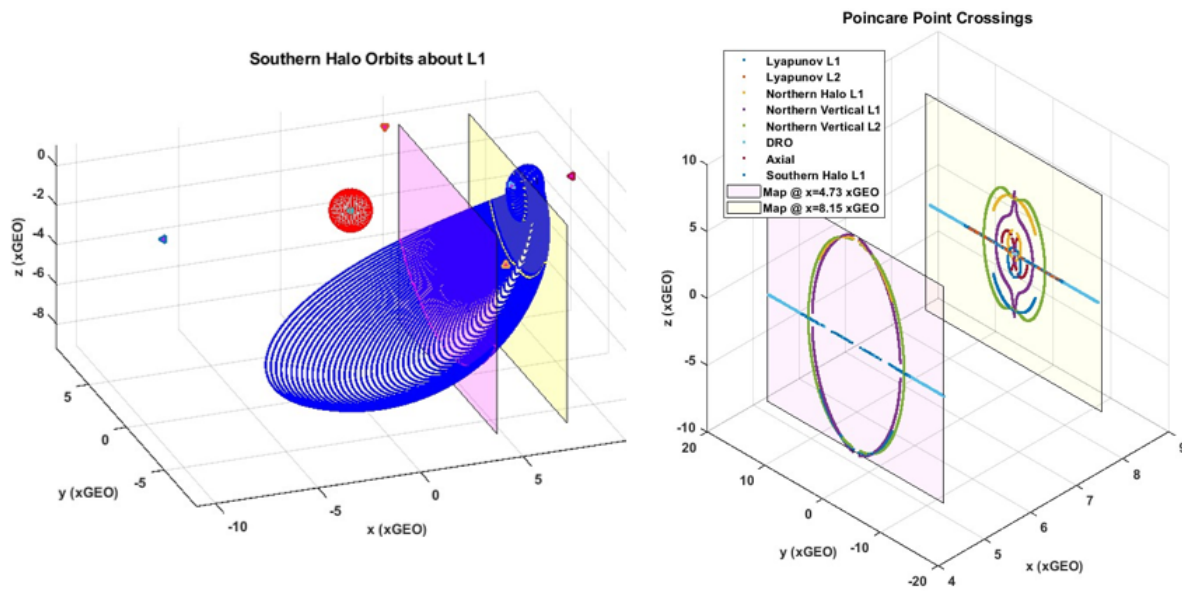 Southern Halo Orbits about L1
0
-2
-4
-6
-8
z (xGEO)
5
0
-5
y (xGEO)
-10
-5
0
5
x (xGEO)
Poincare Point Crossings
Lyapunov L1
Lyapunov L2
Northern Halo L1
Northern Vertical L1
Northern Vertical L2
DRO
Axial
Southern Halo L1
Map @ x=4.73 xGEO
Map @ x=8.15 xGEO
10
5
0
-5
-10
z (xGEO)
20
10
0
-10
-20
y (xGEO)
4
5
6
7
8
9
x (xGEO)